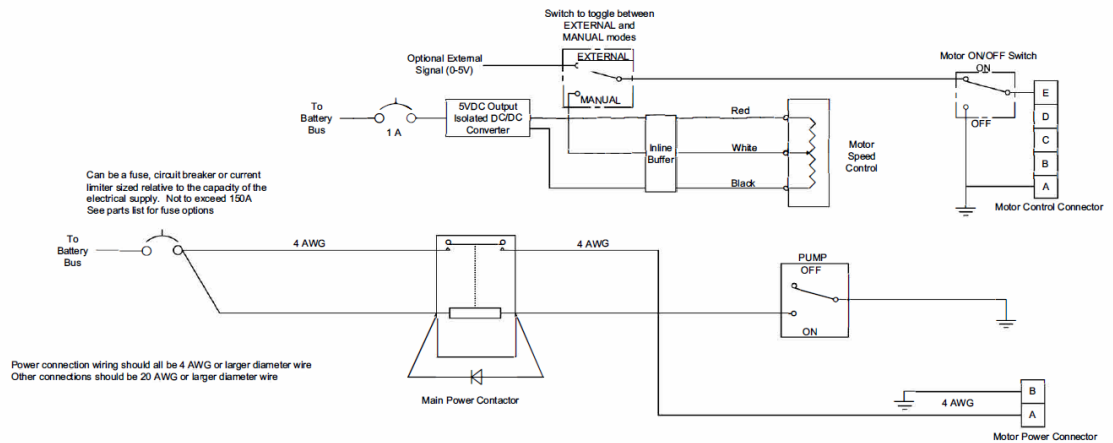 Switch to toggle between
EXTERNAL and
MANUAL modes
Optional External
Signal (0-5V)
EXTERNAL
MANUAL
Motor ON/OFF Switch
ON
OFF
E
D
C
B
A
Motor Control Connector
To
Battery
Bus
1 A
5VDC Output
Isolated DC/DC
Converter
Inline
Buffer
Red
White
Black
Motor
Speed
Control
Can be a fuse, circuit breaker or current
limiter sized relative to the capacity of the
electrical supply. Not to exceed 150A
See parts list for fuse options
To
Battery
Bus
4 AWG
4 AWG
PUMP
OFF
ON
Power connection wiring should all be 4 AWG or larger diameter wire
Other connections should be 20 AWG or larger diameter wire
Main Power Contactor
4 AWG
B
A
Motor Power Connector